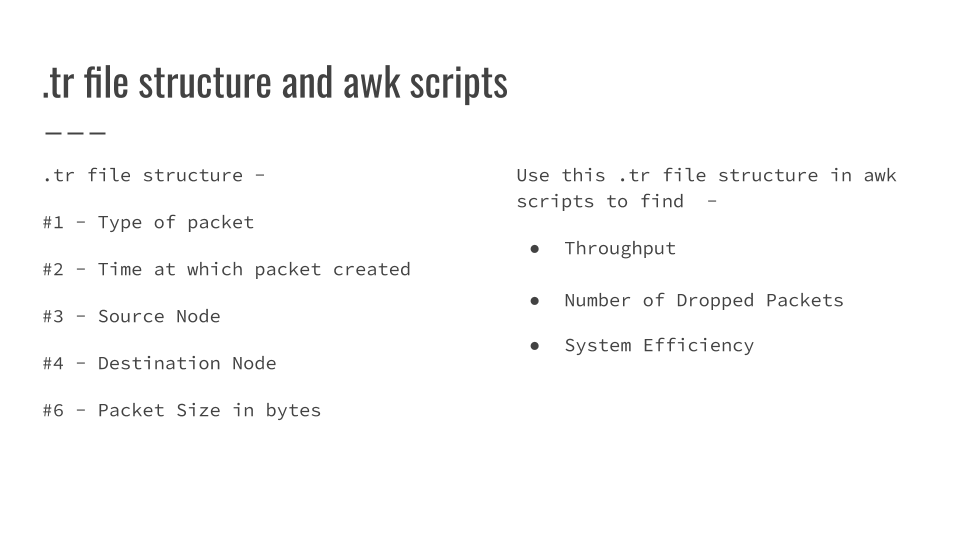 .tr file structure and awk scripts
.tr file structure -
#1 - Type of packet
#2 - Time at which packet created
#3 - Source Node
#4 - Destination Node
#6 - Packet Size in bytes
Use this .tr file structure in awk
scripts to find  -
● Throughput
● Number of Dropped Packets
● System Efficiency